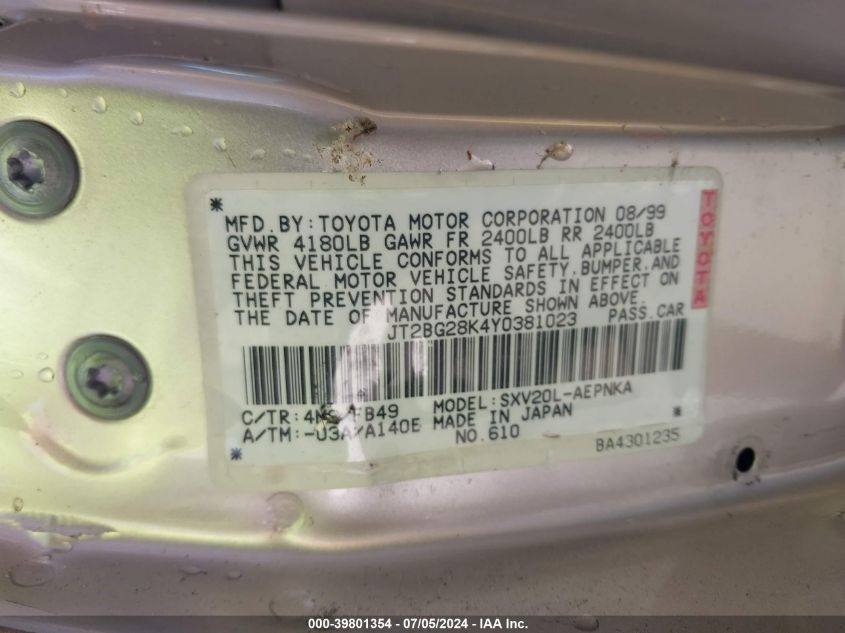 MFD.BY:TOYOTA MOTOR CORPORATION 08/99
GVWR 4180LB GAWR FR 2400LB RR 2400LB
THIS VEHICLE CONFORMS TO ALL APPLICABLE
FEDERAL MOTOR VEHICLE SAFETY,BUMPER,AND
THEFT PREVENTION STANDARDS IN EFFECT ON
THE DATE OF MANUFACTURE SHOWN ABOVE.
JT2BG28K4Y0381023 PASS.CAR
TOYOTA
C/TR: FB49 MODEL:SXV20L-AEPNKA
A/TM:-03A/A140E MADE IN JAPAN
NO.610 BA4301235
000-39801354 - 07/05/2024 - IAA Inc.